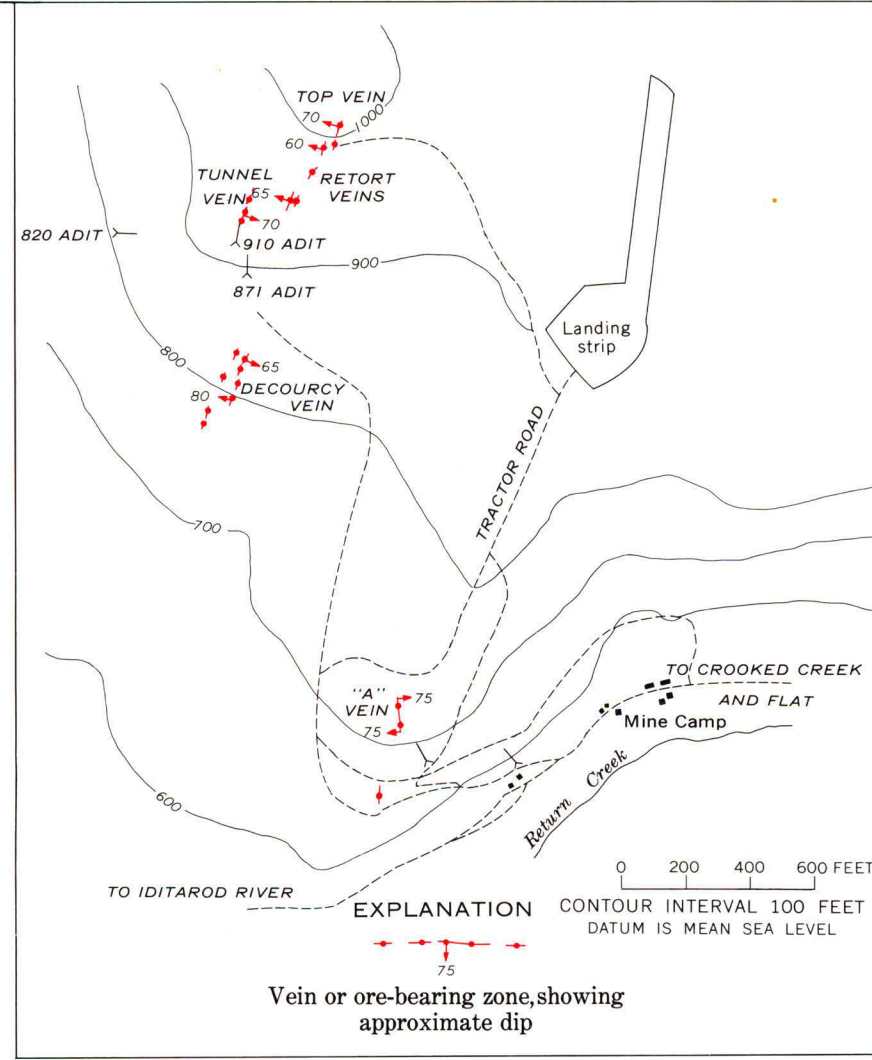 TOP VEIN
70
1000
60
TUNNEL
VEIN
65
RETORT
VEINS
70
820 ADIT
910 ADIT
900
871 ADIT
Landing
strip
800
65
80
DECOURCY
VEIN
TRACTOR ROAD
700
"A"
VEIN
75
75
TO CROOKED CREEK
AND FLAT
Mine Camp
600
Return Creek
TO IDITAROD RIVER
0 200 400 600 FEET
EXPLANATION
CONTOUR INTERVAL 100 FEET
DATUM IS MEAN SEA LEVEL
75
Vein or ore-bearing zone, showing
approximate dip